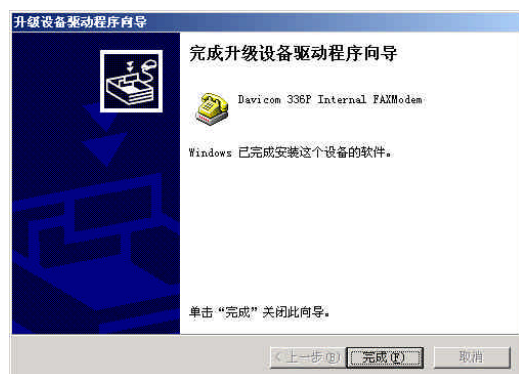 升级设备驱动程序向导
完成升级设备驱动程序向导
Davicom 336P Internal FAXModem
Windows 已完成安装这个设备的软件。
单击“完成”关闭此向导。
<上一步(B) 完成(F) 取消